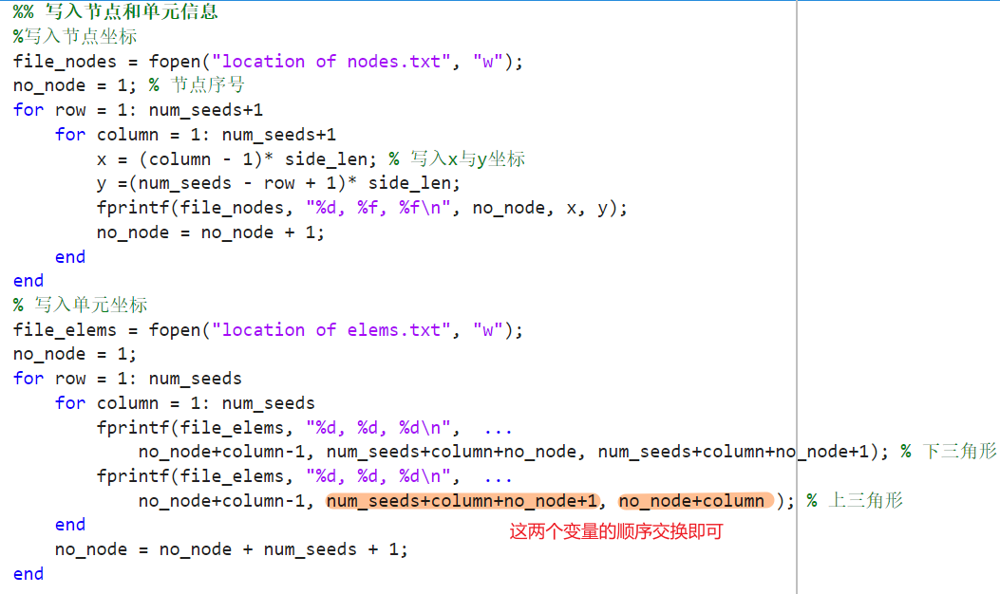 %% 写入节点和单元信息
%写入节点坐标
file_nodes = fopen("location of nodes.txt", "w");
no_node = 1; % 节点序号
for row = 1: num_seeds+1
    for column = 1: num_seeds+1
        x = (column - 1)* side_len; % 写入x与y坐标
        y =(num_seeds - row + 1)* side_len;
        fprintf(file_nodes, "%d, %f, %f\n", no_node, x, y);
        no_node = no_node + 1;
    end
end
% 写入单元坐标
file_elems = fopen("location of elems.txt", "w");
no_node = 1;
for row = 1: num_seeds
    for column = 1: num_seeds
        fprintf(file_elems, "%d, %d, %d\n",  ...
            no_node+column-1, num_seeds+column+no_node, num_seeds+column+no_node+1); % 下三角形
        fprintf(file_elems, "%d, %d, %d\n",  ...
            no_node+column-1, num_seeds+column+no_node+1, no_node+column ); % 上三角形
    end
这两个变量的顺序交换即可
    no_node = no_node + num_seeds + 1;
end